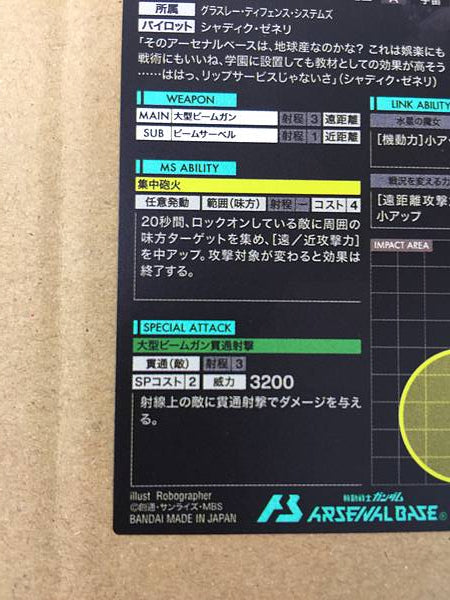 宇宙
所属 グラスレー・ディフェンス・システムズ
パイロット シャディク・ゼネリ
「そのアーセナルベースは、地球産なのかな? これは娯楽にも
戦術にもいいね、学園に設置しても教材としての効果が高そう
……ははっ、リップサービスじゃないさ」(シャディク・ゼネリ)
WEAPON
MAIN 大型ビームガン 射程 3 遠距離
SUB ビームサーベル 射程 1 近距離
LINK ABILITY
水星の魔女
[機動力]小ア
MS ABILITY
集中砲火
任意発動 範囲(味方) 射程 － コスト 4
20秒間、ロックオンしている敵に周囲の
味方ターゲットを集め、[遠／近攻撃力]
を中アップ。攻撃対象が変わると効果は
終了する。
戦況を変える力
[遠距離攻撃
小アップ
IMPACT AREA
SPECIAL ATTACK
大型ビームガン貫通射撃
貫通(敵) 射程 3
SPコスト 2 威力 3200
射線上の敵に貫通射撃でダメージを与え
る。
illust Robographer
©創通・サンライズ・MBS
BANDAI MADE IN JAPAN
機動戦士ガンダム
ARSENAL BASE®